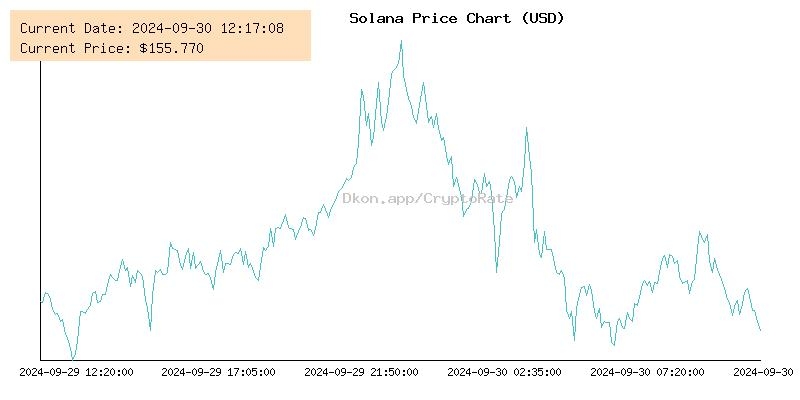 Solana Price Chart (USD)
Current Date: 2024-09-30 12:17:08
Current Price: $155.770
Dkon.app/CryptoRate
2024-09-29 12:20:00 2024-09-29 17:05:00 2024-09-29 21:50:00 2024-09-30 02:35:00 2024-09-30 07:20:00 2024-09-30